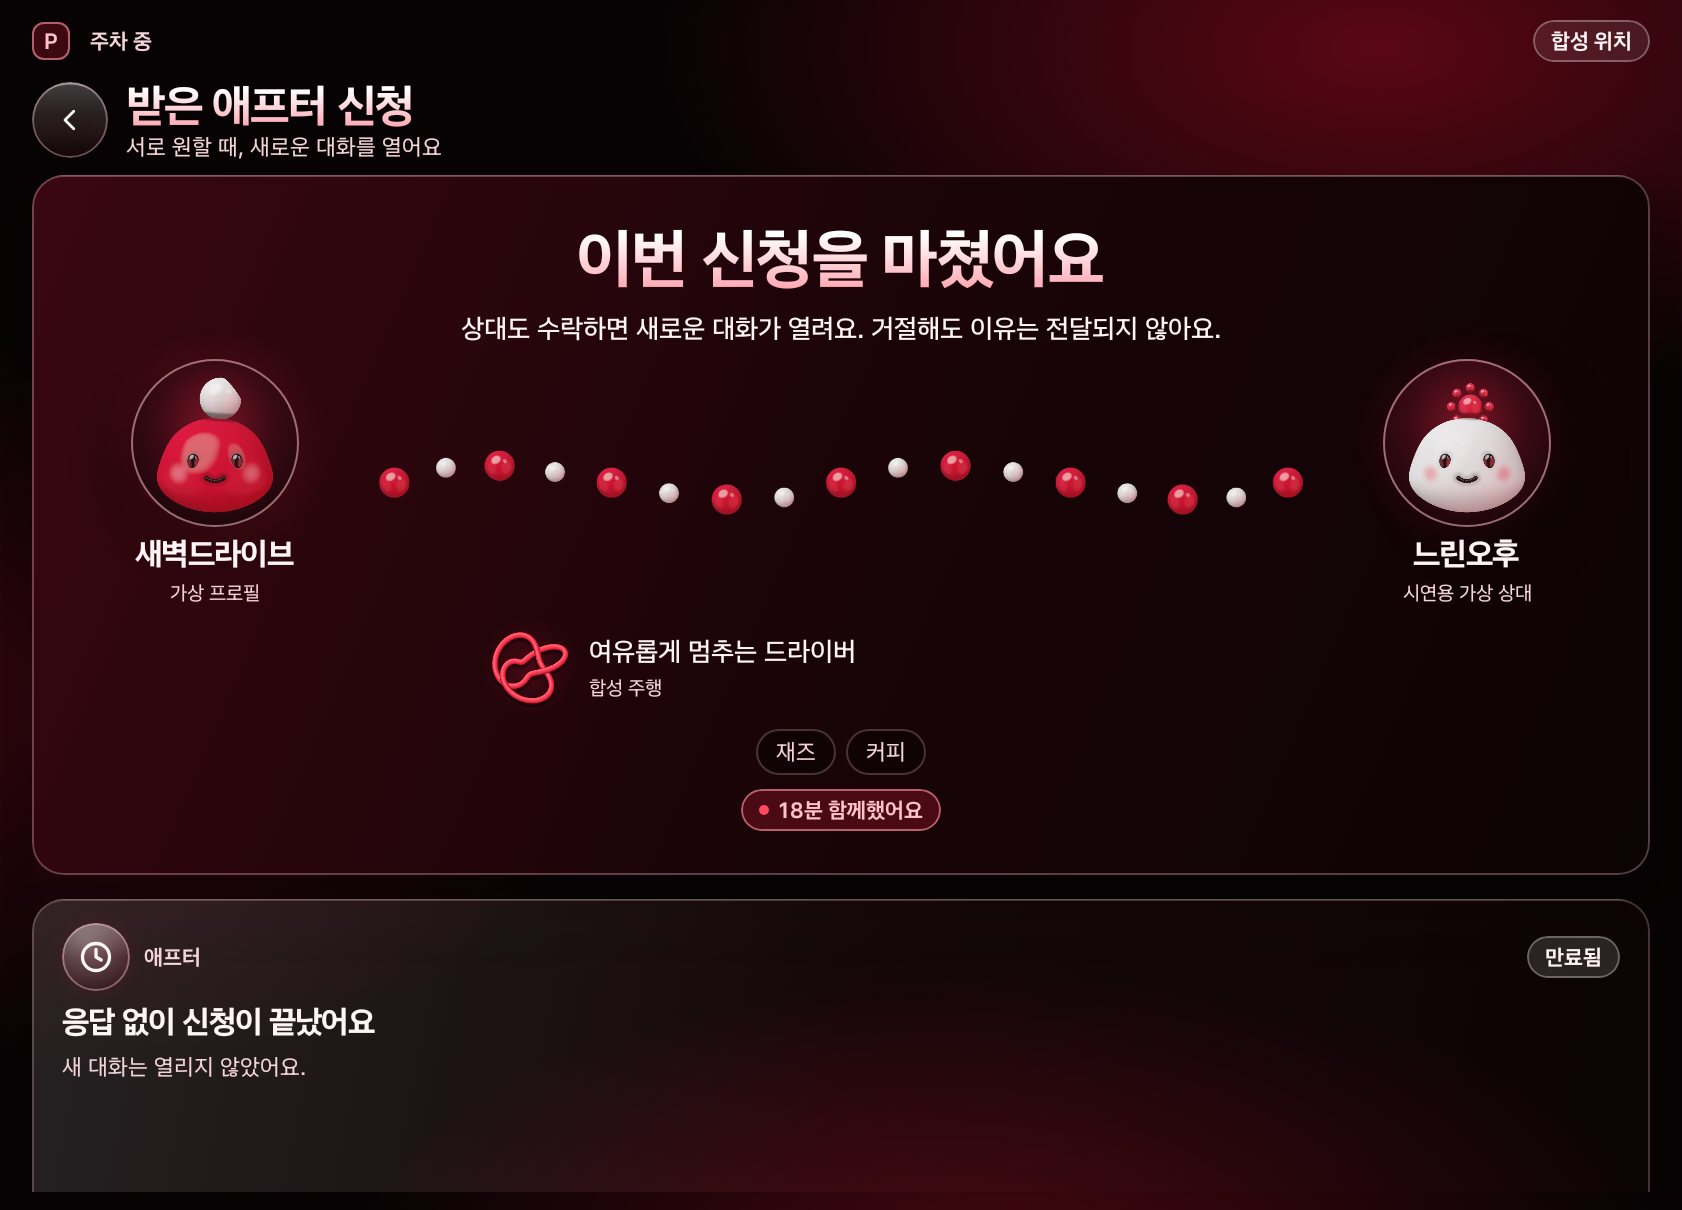 P 주차 중
합성 위치
받은 애프터 신청
서로 원할 때, 새로운 대화를 열어요
이번 신청을 마쳤어요
상대도 수락하면 새로운 대화가 열려요. 거절해도 이유는 전달되지 않아요.
새벽드라이브
가상 프로필
느린오후
시연용 가상 상대
여유롭게 멈추는 드라이버
합성 주행
재즈
커피
18분 함께했어요
애프터
만료됨
응답 없이 신청이 끝났어요
새 대화는 열리지 않았어요.